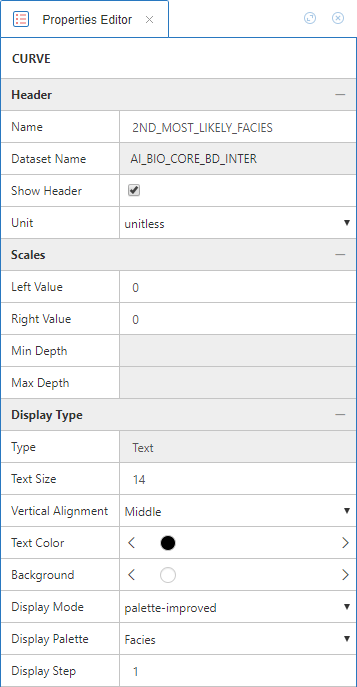 Properties Editor
CURVE
Header
Name 2ND_MOST_LIKELY_FACIES
Dataset Name AI_BIO_CORE_BD_INTER
Show Header
Unit unitless
Scales
Left Value 0
Right Value 0
Min Depth
Max Depth
Display Type
Type Text
Text Size 14
Vertical Alignment Middle
Text Color
Background
Display Mode palette-improved
Display Palette Facies
Display Step 1